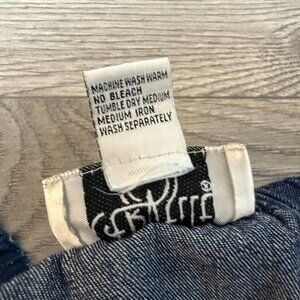 MACHINE WASH WARM
NO BLEACH
TUMBLE DRY MEDIUM
MEDIUM IRON
WASH SEPARATELY
®